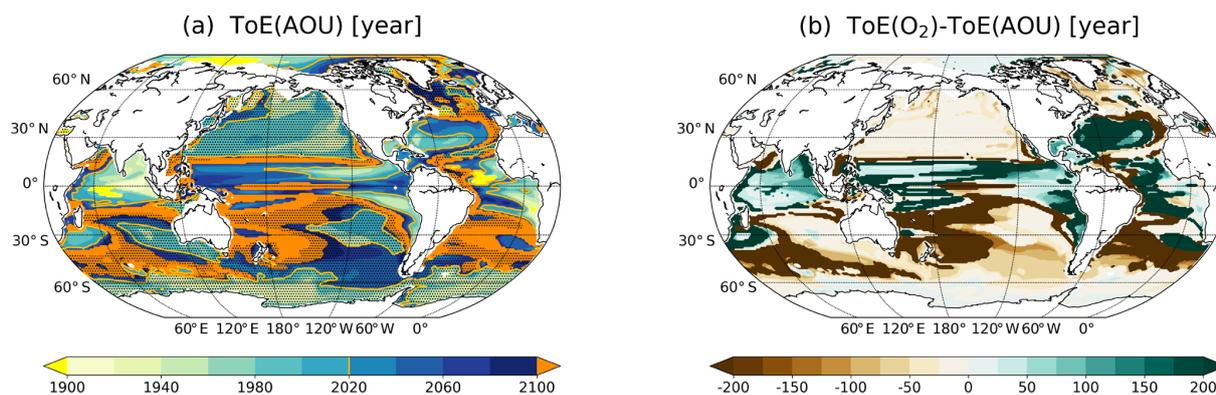 (a) ToE(AOU) [year]
(b) ToE(O₂)-ToE(AOU) [year]
60° N
30° N
0°
30° S
60° S
60° E 120° E 180° 120° W 60° W 0°
60° N
30° N
0°
30° S
60° S
60° E 120° E 180° 120° W 60° W 0°
1900 1940 1980 2020 2060 2100
-200 -150 -100 -50 0 50 100 150 200